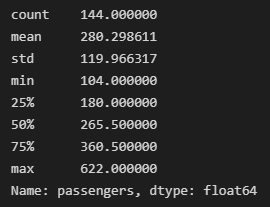 count 144.000000
mean 280.298611
std 119.966317
min 104.000000
25% 180.000000
50% 265.500000
75% 360.500000
max 622.000000
Name: passengers, dtype: float64